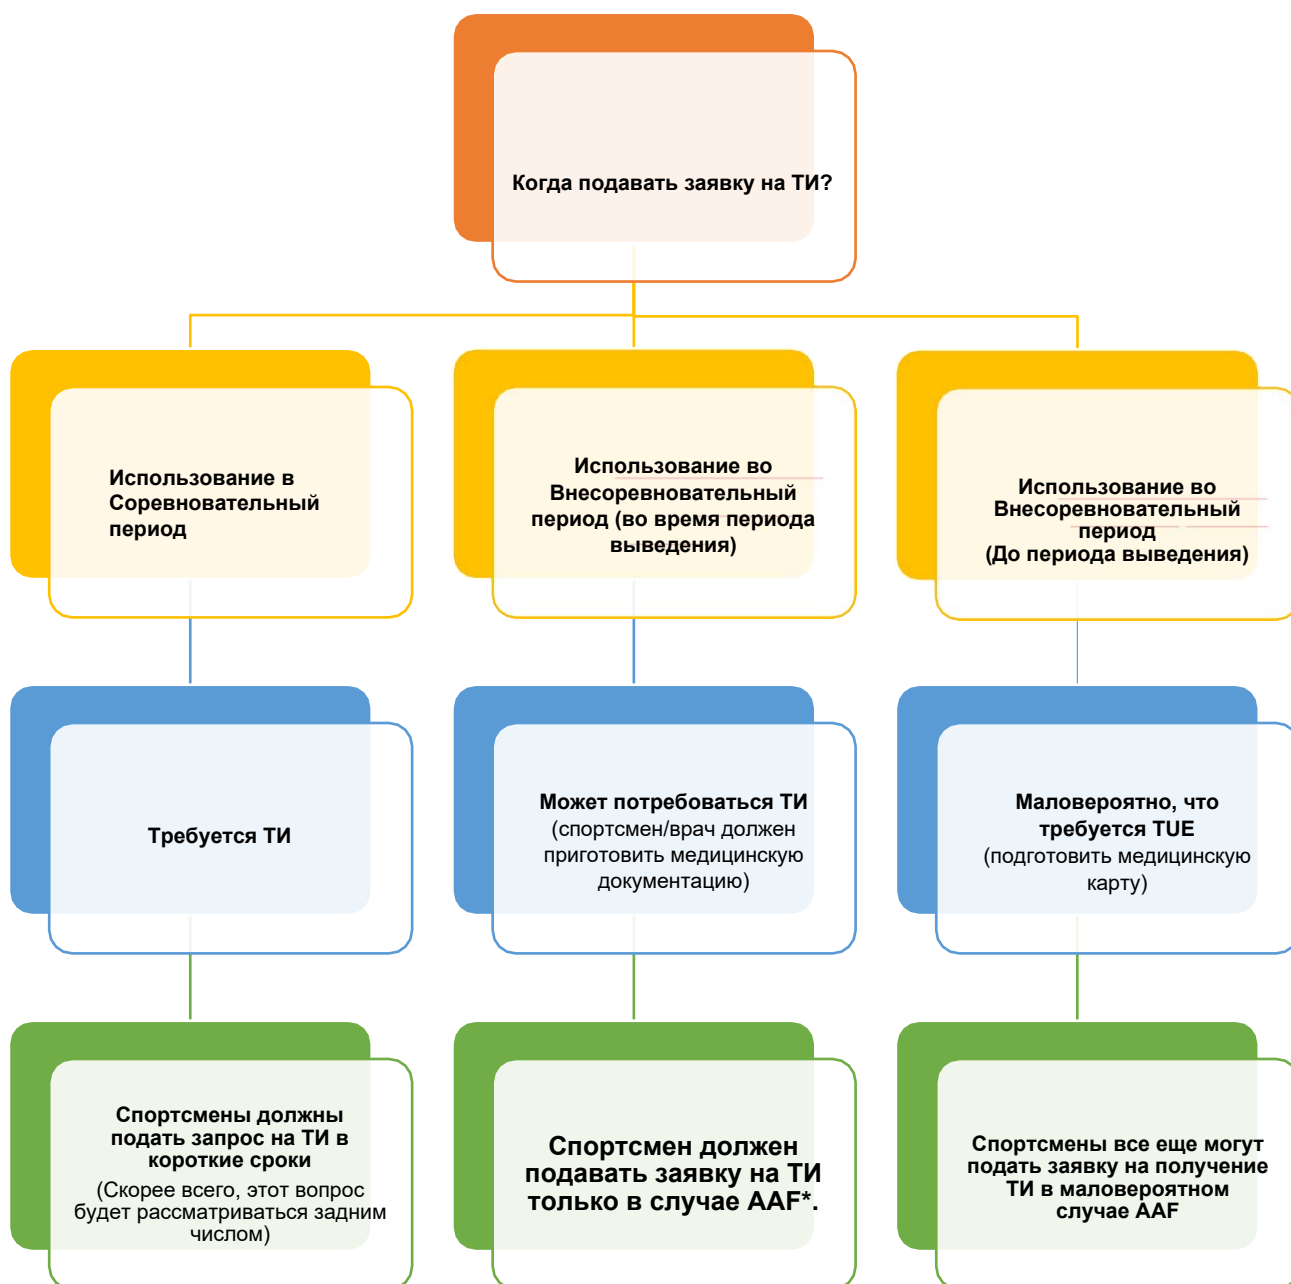 Когда подавать заявку на ТИ?
Использование в
Соревновательный
период
Использование во
Внесоревновательный
период (во время периода
выведения)
Использование во
Внесоревновательный
период
(До периода выведения)
Требуется ТИ
Может потребоваться ТИ
(спортсмен/врач должен
приготовить медицинскую
документацию)
Маловероятно, что
требуется TUE
(подготовить медицинскую
карту)
Спортсмены должны
подать запрос на ТИ в
короткие сроки
(Скорее всего, этот вопрос
будет рассматриваться задним
числом)
Спортсмен должен
подавать заявку на ТИ
только в случае AAF*.
Спортсмены все еще могут
подать заявку на получение
ТИ в маловероятном
случае AAF